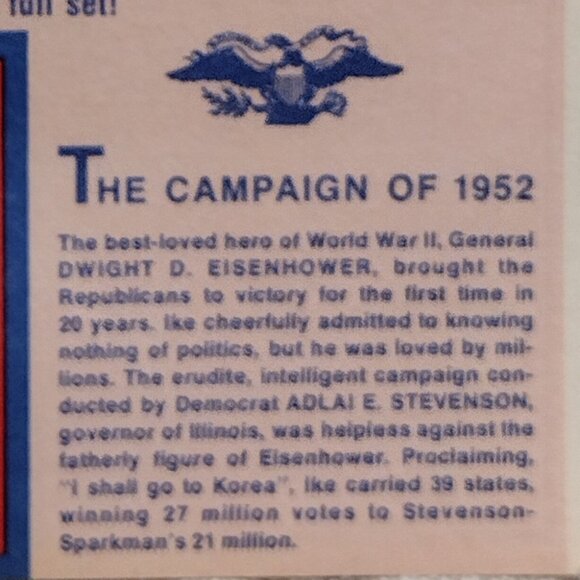 full set!
THE CAMPAIGN OF 1952
The best-loved hero of World War II, General
DWIGHT D. EISENHOWER, brought the
Republicans to victory for the first time in
20 years. Ike cheerfully admitted to knowing
nothing of politics, but he was loved by mil-
lions. The erudite, intelligent campaign con-
ducted by Democrat ADLAI E. STEVENSON,
governor of Illinois, was helpless against the
fatherly figure of Eisenhower. Proclaiming,
"I shall go to Korea", Ike carried 39 states,
winning 27 million votes to Stevenson-
Sparkman's 21 million.